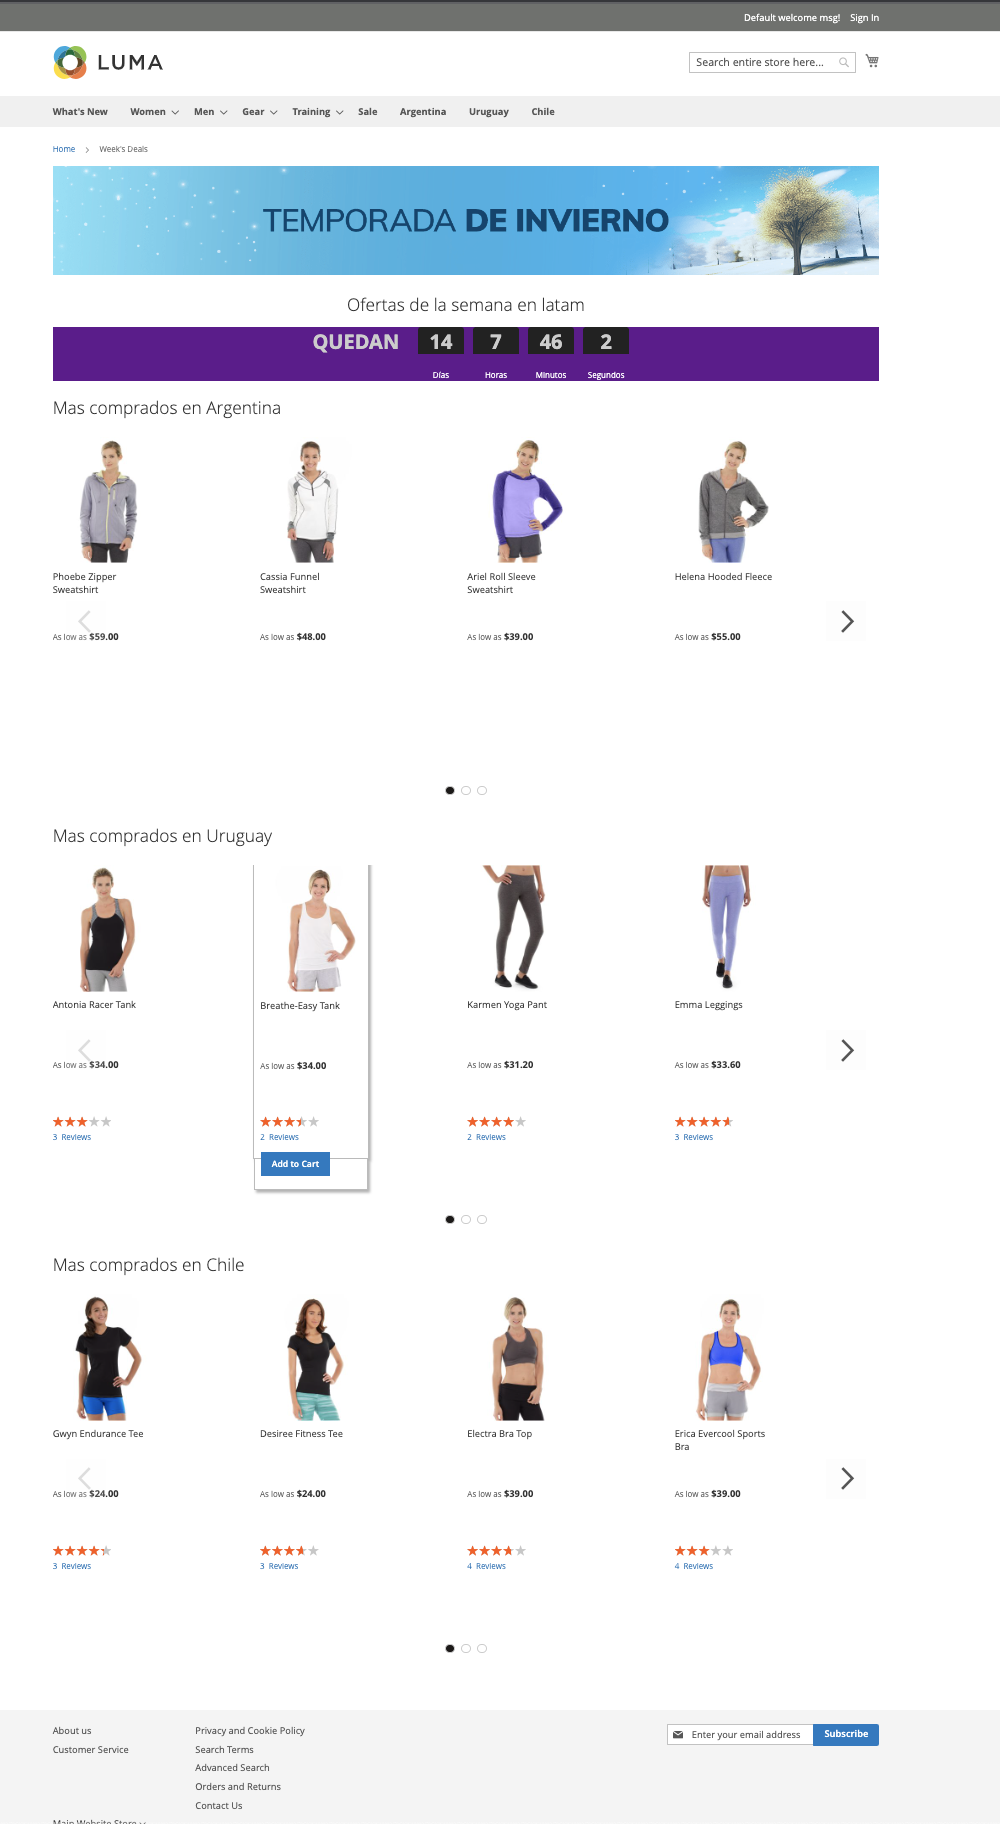 Default welcome msg! Sign In
LUMA
Search entire store here...
What's New Women Men Gear Training Sale Argentina Uruguay Chile
Home Week's Deals
TEMPORADA DE INVIERNO
Ofertas de la semana en latam
QUEDAN 14 7 46 2
Días Horas Minutos Segundos
Mas comprados en Argentina
Phoebe Zipper Sweatshirt
As low as $59.00
Cassia Funnel Sweatshirt
As low as $48.00
Ariel Roll Sleeve Sweatshirt
As low as $39.00
Helena Hooded Fleece
As low as $55.00
Mas comprados en Uruguay
Antonia Racer Tank
As low as $34.00
3 Reviews
Breathe-Easy Tank
As low as $34.00
2 Reviews
Add to Cart
Karmen Yoga Pant
As low as $31.20
2 Reviews
Emma Leggings
As low as $33.60
3 Reviews
Mas comprados en Chile
Gwyn Endurance Tee
As low as $24.00
3 Reviews
Desiree Fitness Tee
As low as $24.00
3 Reviews
Electra Bra Top
As low as $39.00
4 Reviews
Erica Evercool Sports Bra
As low as $39.00
4 Reviews
About us
Customer Service
Privacy and Cookie Policy
Search Terms
Advanced Search
Orders and Returns
Contact Us
Enter your email address
Subscribe
Main Website Store